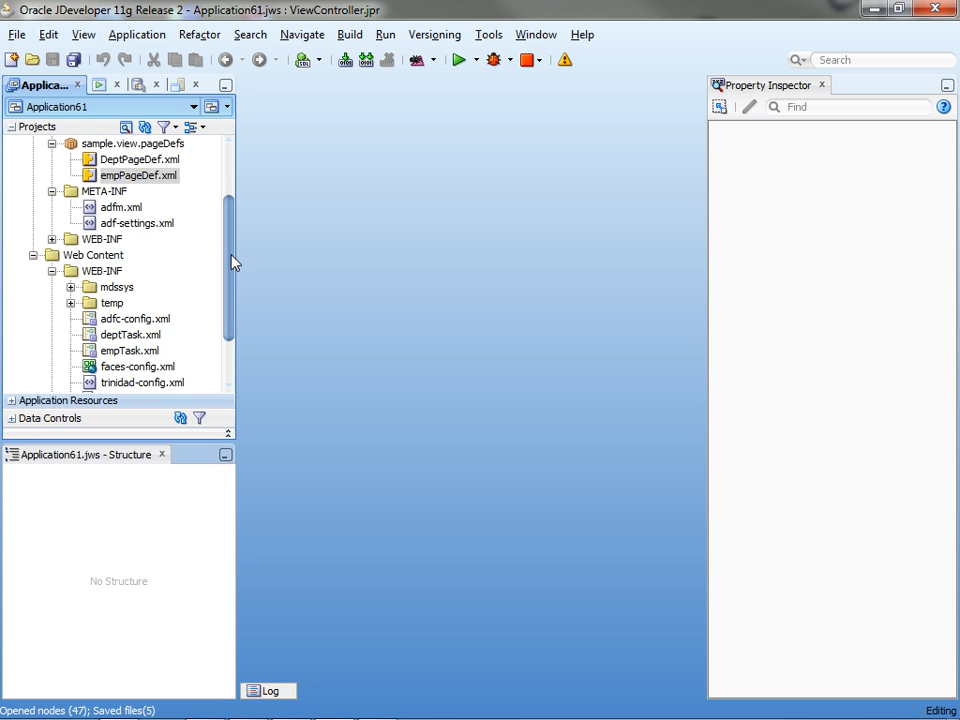 Oracle JDeveloper 11g Release 2 - Application61.jws : ViewController.jpr
File Edit View Application Refactor Search Navigate Build Run Versioning Tools Window Help
Search
Applica...
Property Inspector
Application61
Find
Projects
sample.view.pageDefs
DeptPageDef.xml
empPageDef.xml
META-INF
adfm.xml
adf-settings.xml
WEB-INF
Web Content
WEB-INF
mdssys
temp
adfc-config.xml
deptTask.xml
empTask.xml
faces-config.xml
trinidad-config.xml
Application Resources
Data Controls
Application61.jws - Structure
No Structure
Log
Opened nodes (47); Saved files(5)
Editing